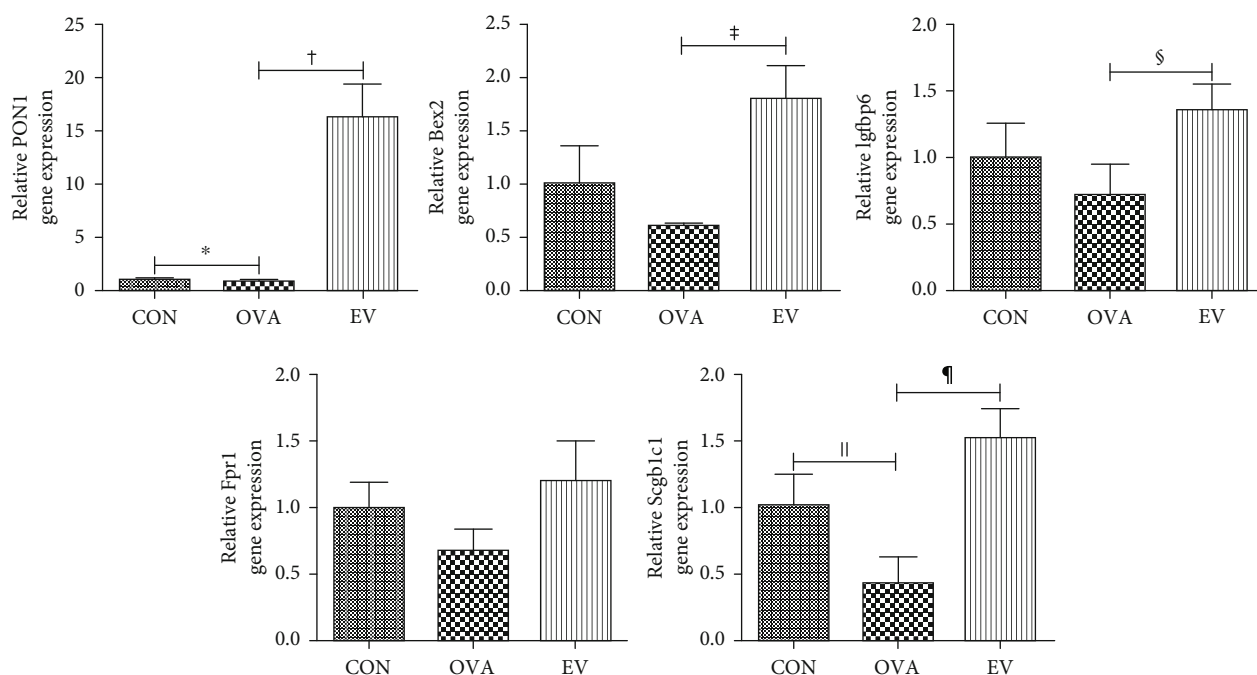 Relative PON1
gene expression
25
20
15
10
5
0
*
†
CON OVA EV
Relative Bex2
gene expression
2.5
2.0
1.5
1.0
0.5
0.0
‡
CON OVA EV
Relative Igfbp6
gene expression
2.0
1.5
1.0
0.5
0.0
§
CON OVA EV
Relative Fpr1
gene expression
2.0
1.5
1.0
0.5
0.0
CON OVA EV
Relative Scgb1c1
gene expression
2.0
1.5
1.0
0.5
0.0
||
¶
CON OVA EV